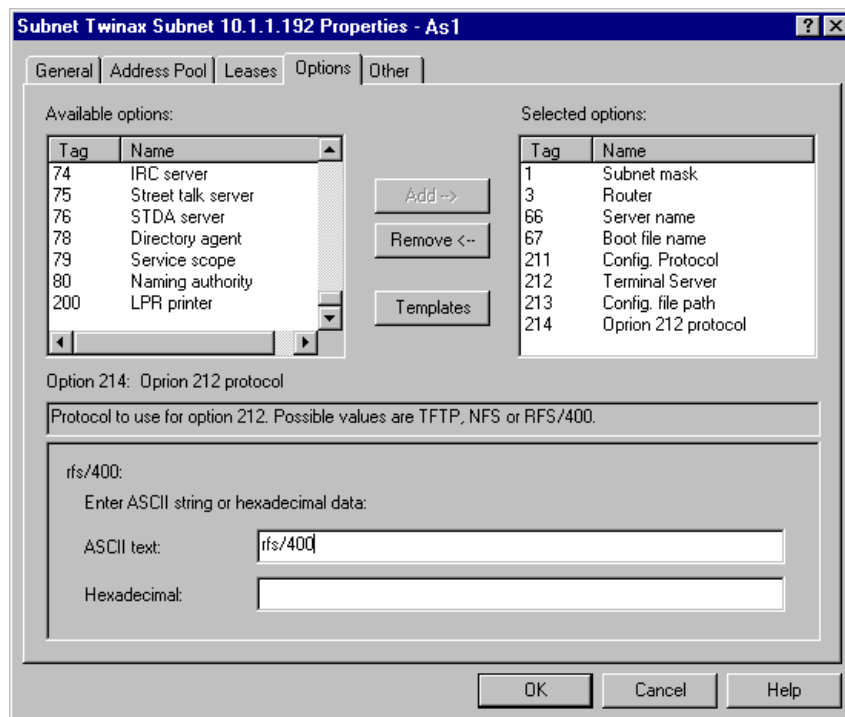 Subnet Twinax Subnet 10.1.1.192 Properties - As1
General Address Pool Leases Options Other
Available options: Selected options:
Tag Name Tag Name
74 IRC server 1 Subnet mask
75 Street talk server Add --> 3 Router
76 STDA server 66 Server name
78 Directory agent Remove <-- 67 Boot file name
79 Service scope 211 Config. Protocol
80 Naming authority 212 Terminal Server
200 LPR printer Templates 213 Config. file path
214 Oprion 212 protocol
Option 214: Oprion 212 protocol
Protocol to use for option 212. Possible values are TFTP, NFS or RFS/400.
rfs/400:
Enter ASCII string or hexadecimal data:
ASCII text: rfs/400
Hexadecimal:
OK Cancel Help